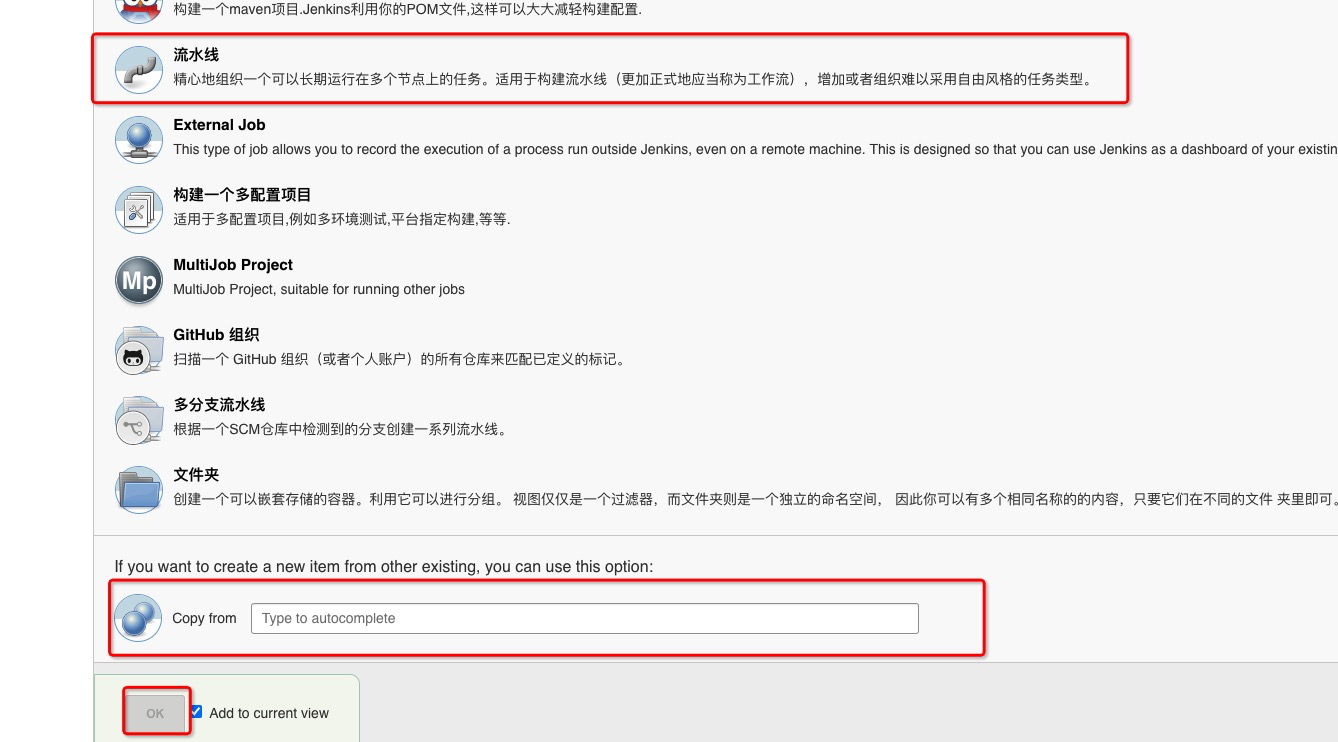 构建一个maven项目.Jenkins利用你的POM文件,这样可以大大减轻构建配置.
流水线
精心地组织一个可以长期运行在多个节点上的任务。适用于构建流水线（更加正式地应当称为工作流），增加或者组织难以采用自由风格的任务类型。
External Job
This type of job allows you to record the execution of a process run outside Jenkins, even on a remote machine. This is designed so that you can use Jenkins as a dashboard of your existin
构建一个多配置项目
适用于多配置项目,例如多环境测试,平台指定构建,等等.
Mp
MultiJob Project
MultiJob Project, suitable for running other jobs
GitHub 组织
扫描一个 GitHub 组织（或者个人账户）的所有仓库来匹配已定义的标记。
多分支流水线
根据一个SCM仓库中检测到的分支创建一系列流水线。
文件夹
创建一个可以嵌套存储的容器。利用它可以进行分组。 视图仅仅是一个过滤器，而文件夹则是一个独立的命名空间， 因此你可以有多个相同名称的的内容，只要它们在不同的文件 夹里即可。
If you want to create a new item from other existing, you can use this option:
Copy from
Type to autocomplete
OK
Add to current view